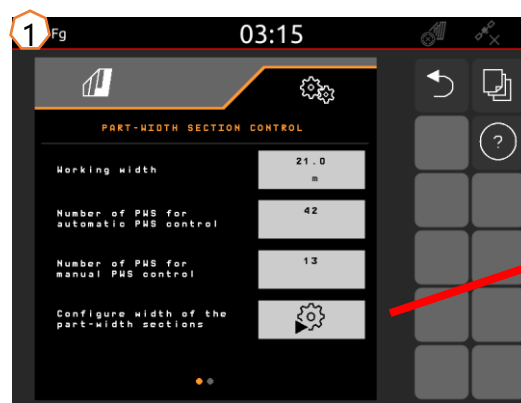 1
Fg
03:15
PART-WIDTH SECTION CONTROL
Working width
21.0
m
Number of PWS for
automatic PWS control
42
Number of PWS for
manual PWS control
13
Configure width of the
part-width sections
?